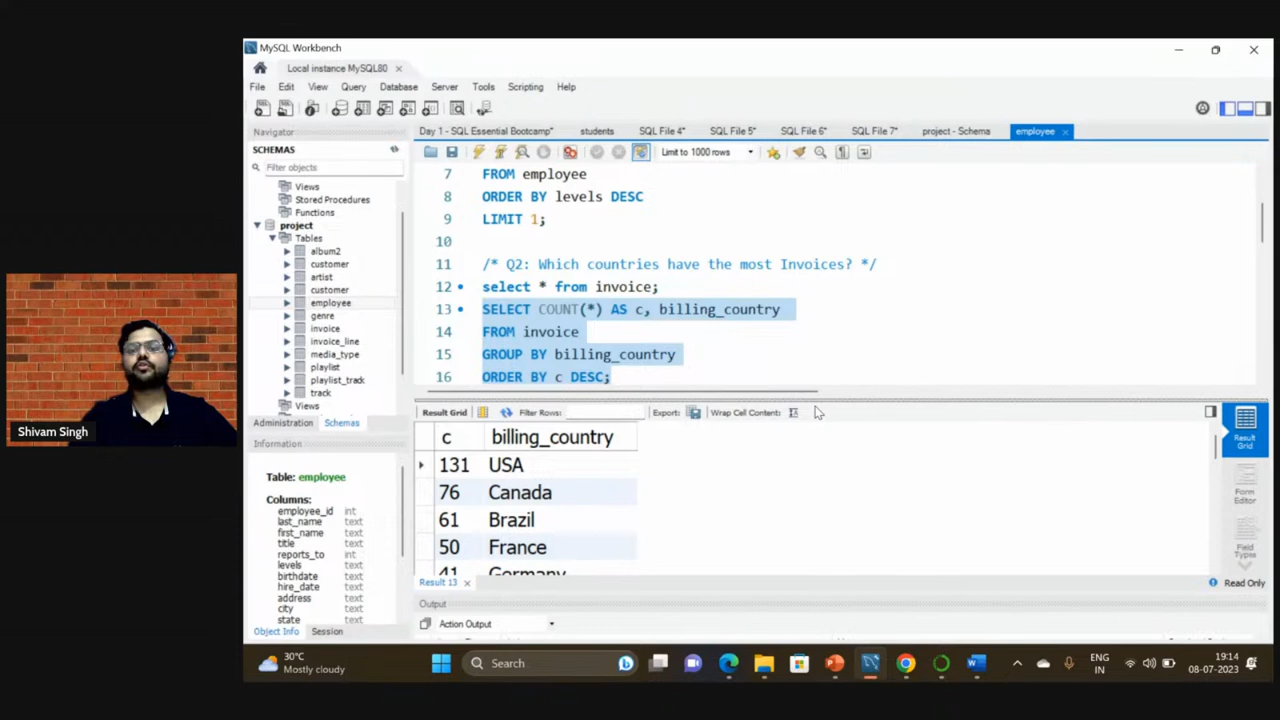 MySQL Workbench
Local instance MySQL80
File Edit View Query Database Server Tools Scripting Help
Navigator
SCHEMAS
Filter objects
Views
Stored Procedures
Functions
project
Tables
album2
customer
artist
customer
employee
genre
invoice
invoice_line
media_type
playlist
playlist_track
track
Views
Administration Schemas
Information
Table: employee
Columns:
employee_id int
last_name text
first_name text
title text
reports_to int
levels text
birthdate text
hire_date text
address text
city text
state text
Object Info Session
Day 1 - SQL Essential Bootcamp* students SQL File 4* SQL File 5* SQL File 6* SQL File 7* project - Schema employee
Limit to 1000 rows
7 FROM employee
8 ORDER BY levels DESC
9 LIMIT 1;
10
11 /* Q2: Which countries have the most Invoices? */
12 select * from invoice;
13 SELECT COUNT(*) AS c, billing_country
14 FROM invoice
15 GROUP BY billing_country
16 ORDER BY c DESC;
Result Grid Filter Rows: Export: Wrap Cell Content:
c billing_country
131 USA
76 Canada
61 Brazil
50 France
41 Germany
Result 13
Result Grid
Form Editor
Field Types
Read Only
Output
Action Output
Shivam Singh
30°C
Mostly cloudy
Search
ENG
IN
19:14
08-07-2023